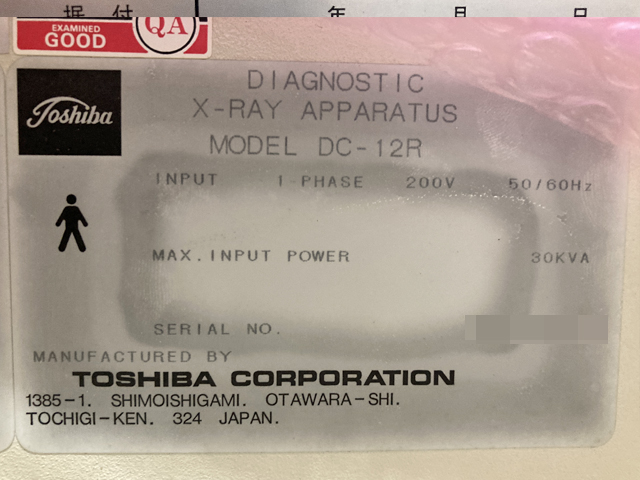 据 付 年 月 日
EXAMINED
GOOD
QA
Toshiba
DIAGNOSTIC
X-RAY APPARATUS
MODEL DC-12R
INPUT 1-PHASE 200V 50/60Hz
MAX. INPUT POWER 30KVA
SERIAL NO.
MANUFACTURED BY
TOSHIBA CORPORATION
1385-1. SHIMOISHIGAMI. OTAWARA-SHI.
TOCHIGI-KEN. 324 JAPAN.